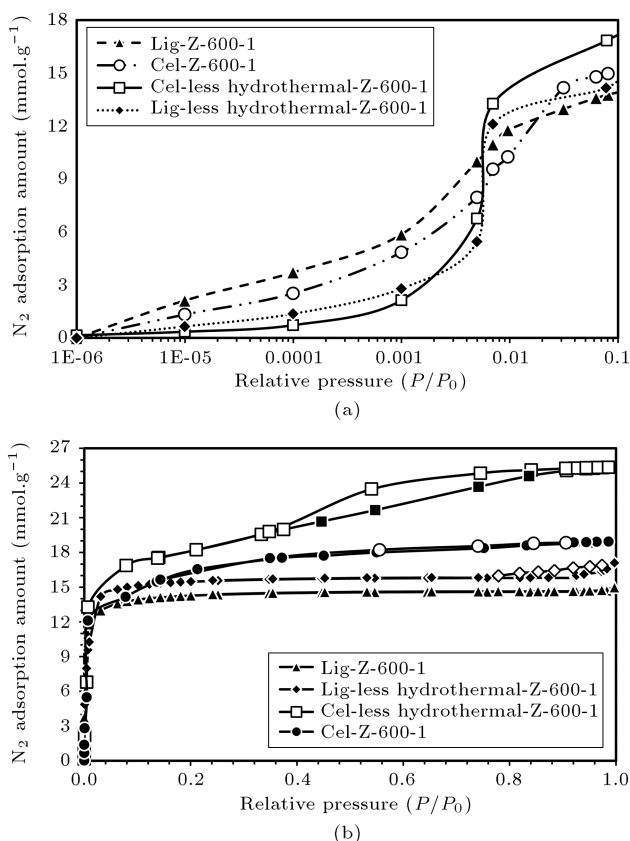 18
15
12
9
6
3
0
N₂ adsorption amount (mmol.g⁻¹)
Lig-Z-600-1
Cel-Z-600-1
Cel-less hydrothermal-Z-600-1
Lig-less hydrothermal-Z-600-1
1E-06 1E-05 0.0001 0.001 0.01 0.1
Relative pressure (P/P₀)
(a)
27
24
21
18
15
12
9
6
3
0
N₂ adsorption amount (mmol.g⁻¹)
Lig-Z-600-1
Lig-less hydrothermal-Z-600-1
Cel-less hydrothermal-Z-600-1
Cel-Z-600-1
0.0 0.2 0.4 0.6 0.8 1.0
Relative pressure (P/P₀)
(b)